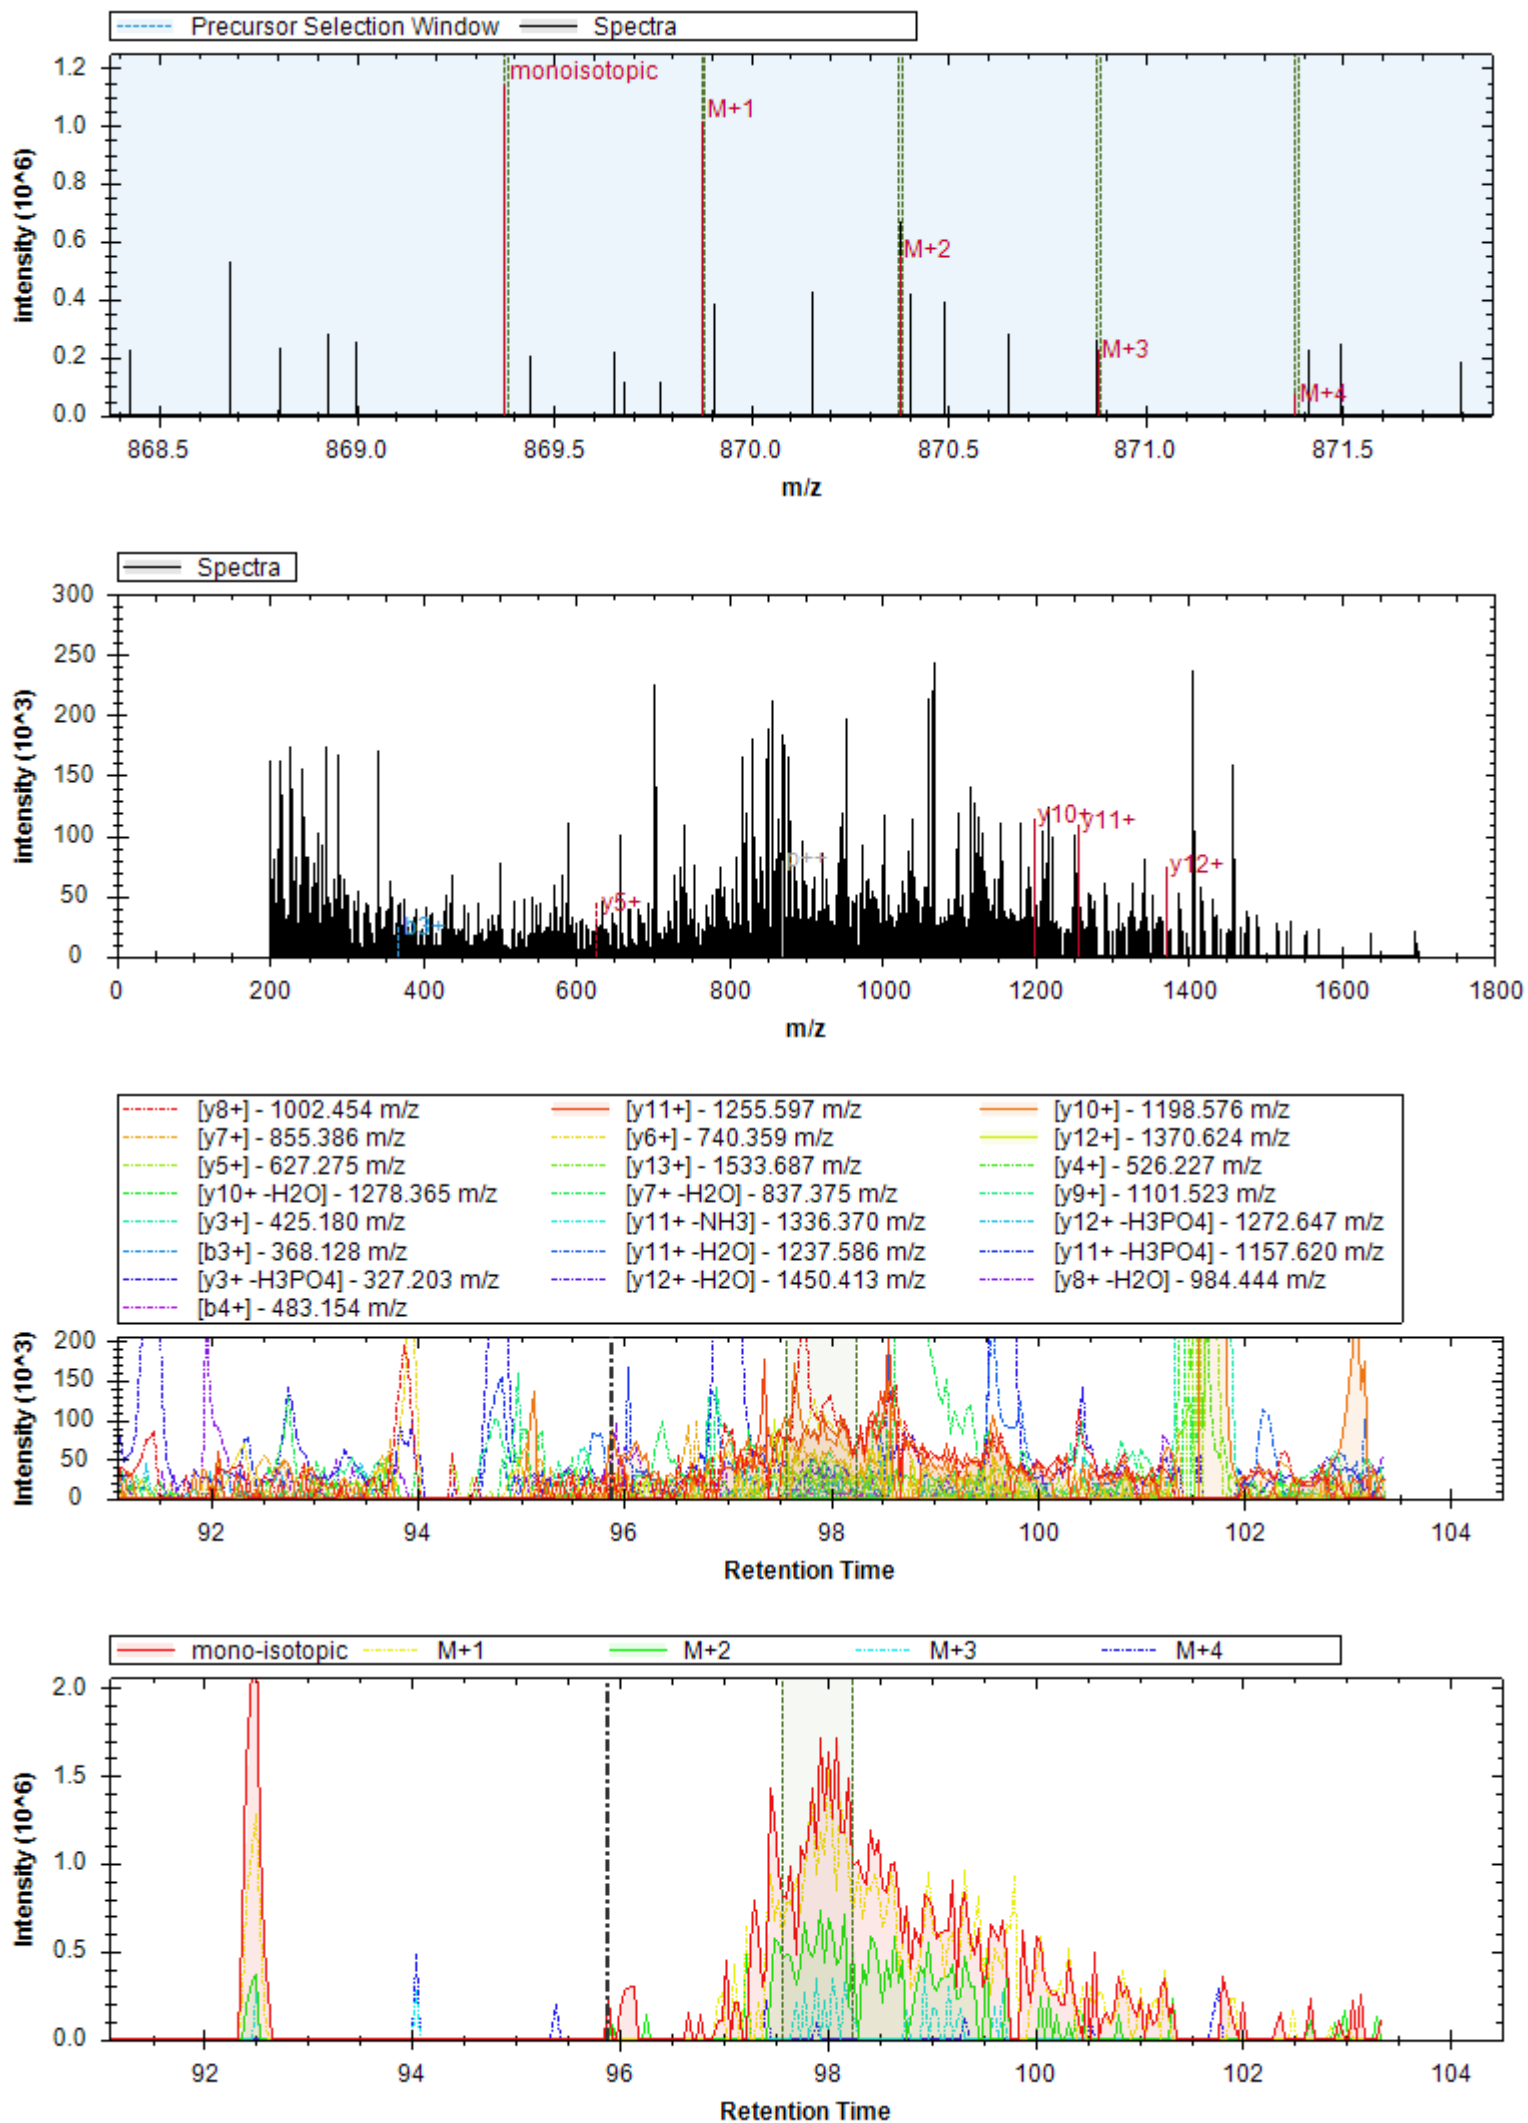 Precursor Selection Window Spectra
1.2
1.0
0.8
0.6
0.4
0.2
0.0
intensity (10^6)
monoisotopic
M+1
M+2
M+3
M+4
868.5 869.0 869.5 870.0 870.5 871.0 871.5
m/z
Spectra
300
250
200
150
100
50
0
intensity (10^3)
b3+
y5+
p++
y10+
y11+
y12+
0 200 400 600 800 1000 1200 1400 1600 1800
m/z
[y8+] - 1002.454 m/z [y11+] - 1255.597 m/z [y10+] - 1198.576 m/z
[y7+] - 855.386 m/z [y6+] - 740.359 m/z [y12+] - 1370.624 m/z
[y5+] - 627.275 m/z [y13+] - 1533.687 m/z [y4+] - 526.227 m/z
[y10+ -H2O] - 1278.365 m/z [y7+ -H2O] - 837.375 m/z [y9+] - 1101.523 m/z
[y3+] - 425.180 m/z [y11+ -NH3] - 1336.370 m/z [y12+ -H3PO4] - 1272.647 m/z
[b3+] - 368.128 m/z [y11+ -H2O] - 1237.586 m/z [y11+ -H3PO4] - 1157.620 m/z
[y3+ -H3PO4] - 327.203 m/z [y12+ -H2O] - 1450.413 m/z [y8+ -H2O] - 984.444 m/z
[b4+] - 483.154 m/z
200
150
100
50
0
Intensity (10^3)
92 94 96 98 100 102 104
Retention Time
mono-isotopic M+1 M+2 M+3 M+4
2.0
1.5
1.0
0.5
0.0
Intensity (10^6)
92 94 96 98 100 102 104
Retention Time